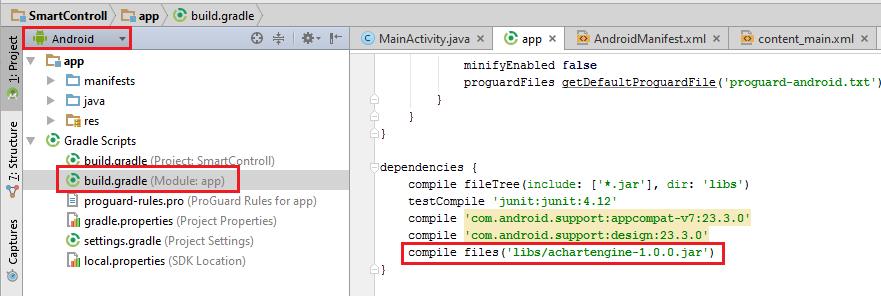 SmartControll app build.gradle
1: Project
7: Structure
Captures
Android
app
manifests
java
res
Gradle Scripts
build.gradle (Project: SmartControll)
build.gradle (Module: app)
proguard-rules.pro (ProGuard Rules for app)
gradle.properties (Project Properties)
settings.gradle (Project Settings)
local.properties (SDK Location)
MainActivity.java app AndroidManifest.xml content_main.xml
minifyEnabled false
proguardFiles getDefaultProguardFile('proguard-android.txt')
}
}
}
dependencies {
compile fileTree(include: ['*.jar'], dir: 'libs')
testCompile 'junit:junit:4.12'
compile 'com.android.support:appcompat-v7:23.3.0'
compile 'com.android.support:design:23.3.0'
compile files('libs/achartengine-1.0.0.jar')
}